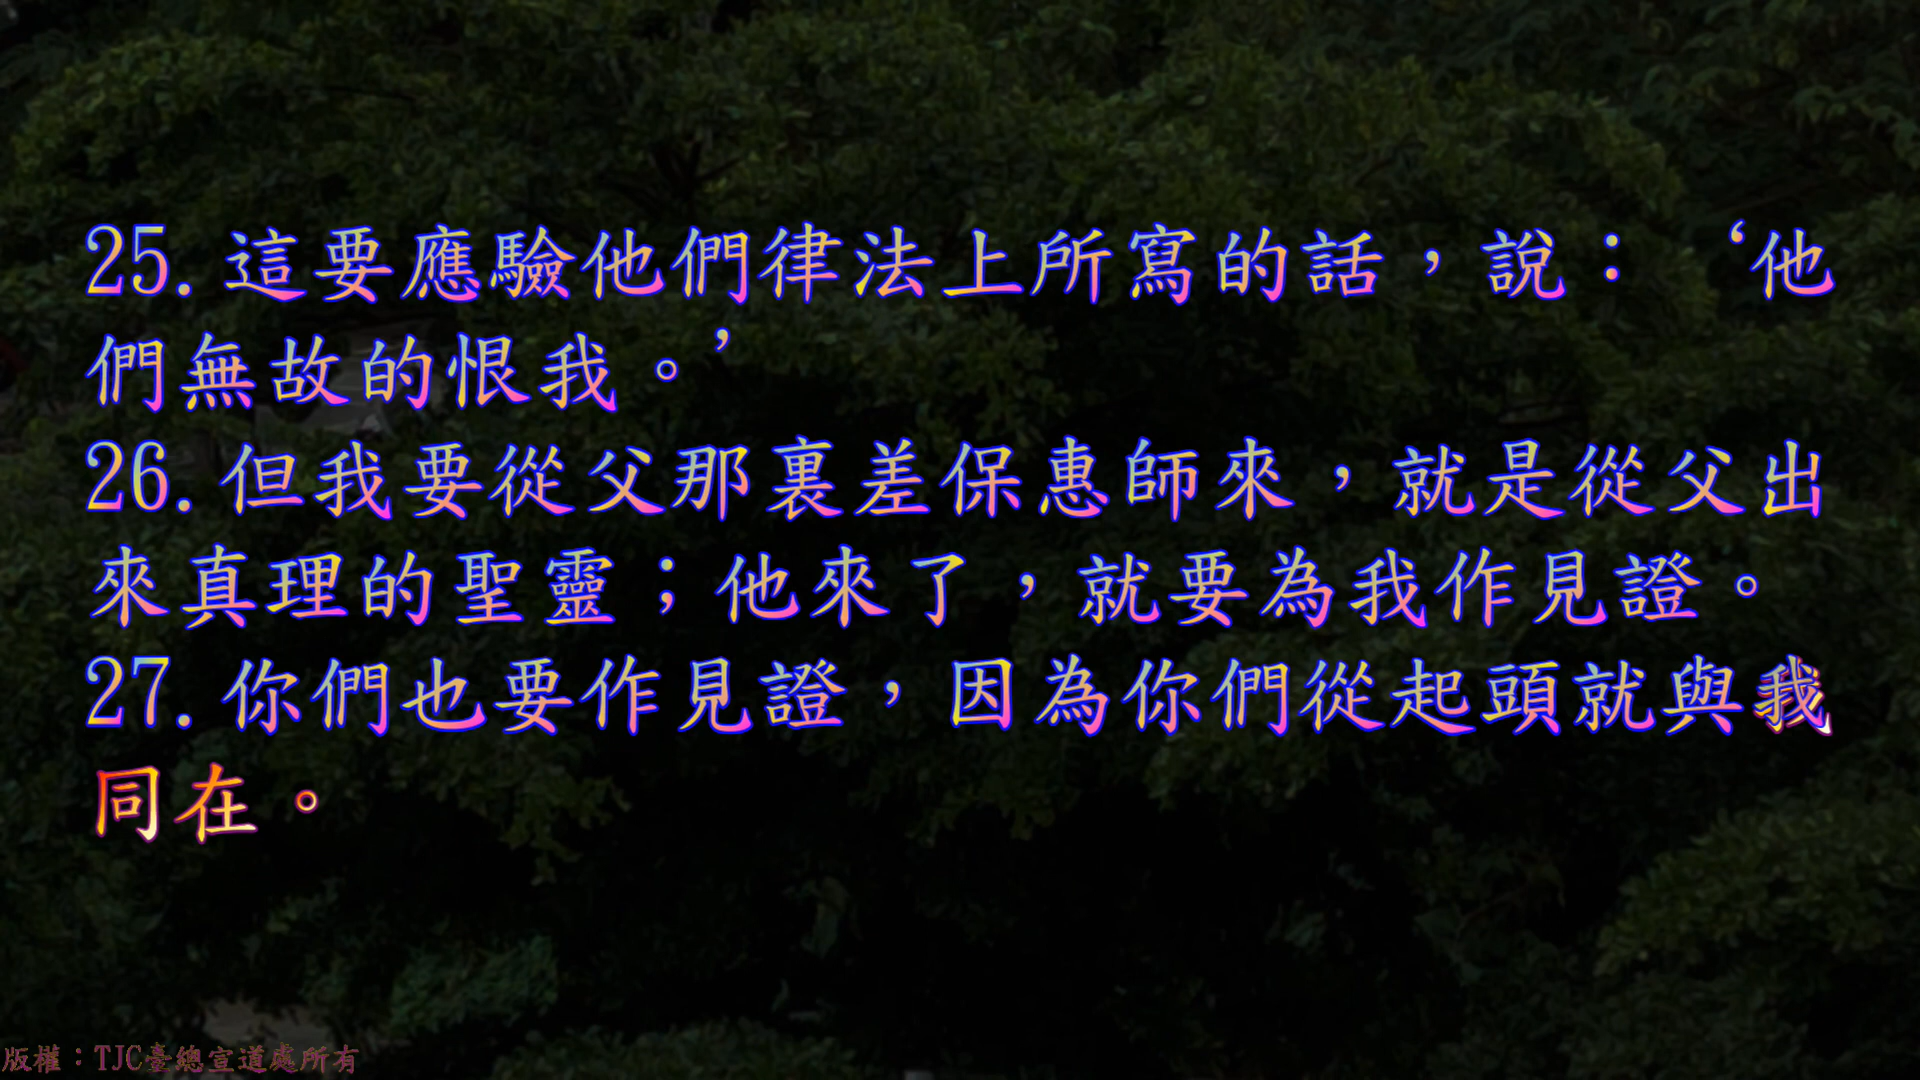 25.這要應驗他們律法上所寫的話，說：‘他
們無故的恨我。’
26.但我要從父那裏差保惠師來，就是從父出
來真理的聖靈；他來了，就要為我作見證。
27.你們也要作見證，因為你們從起頭就與我
同在。
版權：TJC臺總宣道處所有